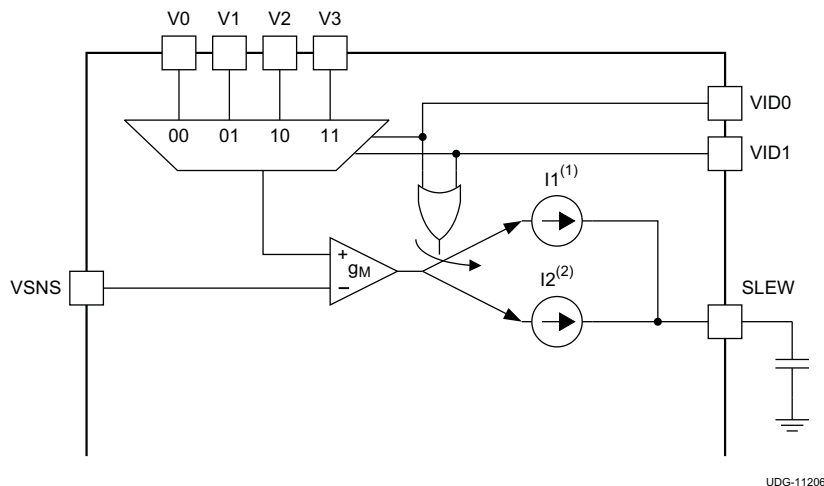 V0 V1 V2 V3
VID0
00 01 10 11
VID1
I1(1)
+
gM
VSNS
−
I2(2)
SLEW
UDG-11206